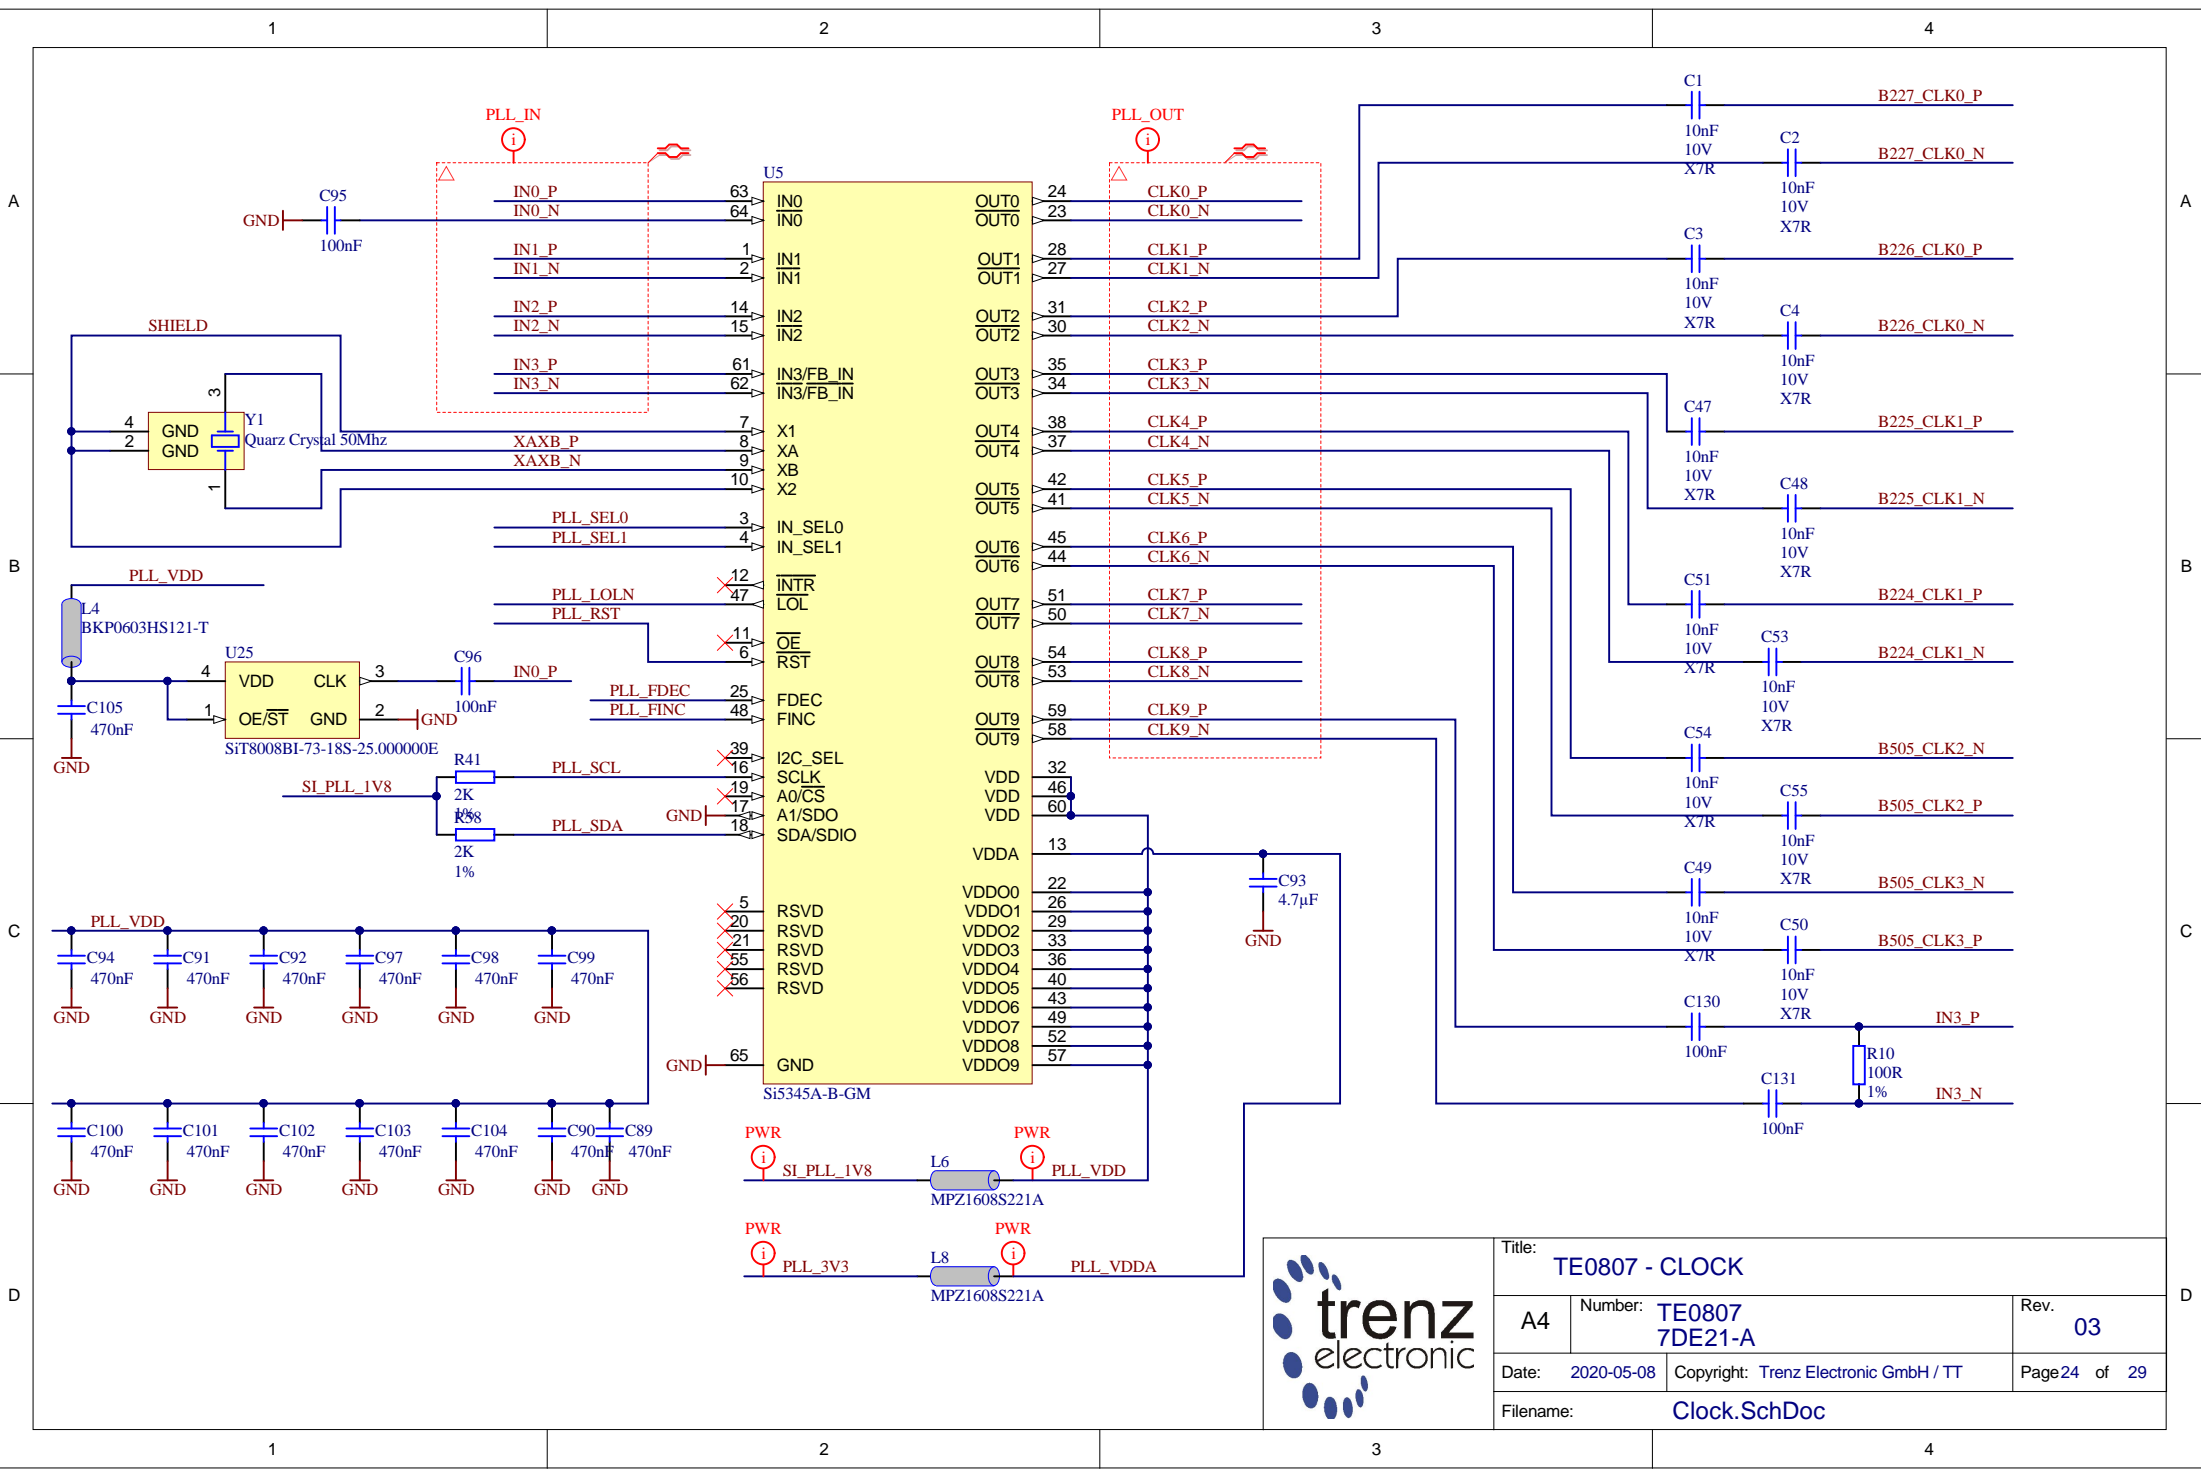 1 2 3 4
A
B
C
D
PLL_IN
C95
GND
100nF
IN0_P
IN0_N
IN1_P
IN1_N
IN2_P
IN2_N
IN3_P
IN3_N
SHIELD
4 GND
2 GND
3
1
Y1
Quarz Crystal 50Mhz
XAXB_P
XAXB_N
PLL_SEL0
PLL_SEL1
PLL_LOLN
PLL_RST
PLL_FDEC
PLL_FINC
PLL_SCL
PLL_SDA
PLL_VDD
L4
BKP0603HS121-T
U25
4 VDD CLK 3
1 OE/ST GND 2
SiT8008BI-73-18S-25.000000E
C96
100nF
IN0_P
GND
C105
470nF
GND
SI_PLL_1V8
R41
2K
1%
R58
2K
1%
U5
63 IN0
64 IN0
1 IN1
2 IN1
14 IN2
15 IN2
61 IN3/FB_IN
62 IN3/FB_IN
7 X1
8 XA
9 XB
10 X2
3 IN_SEL0
4 IN_SEL1
12 INTR
47 LOL
11 OE
6 RST
25 FDEC
48 FINC
39 I2C_SEL
16 SCLK
19 A0/CS
GND 17 A1/SDO
18 SDA/SDIO
5 RSVD
20 RSVD
21 RSVD
55 RSVD
56 RSVD
GND 65 GND
Si5345A-B-GM
PLL_OUT
OUT0 24 CLK0_P
OUT0 23 CLK0_N
OUT1 28 CLK1_P
OUT1 27 CLK1_N
OUT2 31 CLK2_P
OUT2 30 CLK2_N
OUT3 35 CLK3_P
OUT3 34 CLK3_N
OUT4 38 CLK4_P
OUT4 37 CLK4_N
OUT5 42 CLK5_P
OUT5 41 CLK5_N
OUT6 45 CLK6_P
OUT6 44 CLK6_N
OUT7 51 CLK7_P
OUT7 50 CLK7_N
OUT8 54 CLK8_P
OUT8 53 CLK8_N
OUT9 59 CLK9_P
OUT9 58 CLK9_N
VDD 32
VDD 46
VDD 60
VDDA 13
VDDO0 22
VDDO1 26
VDDO2 29
VDDO3 33
VDDO4 36
VDDO5 40
VDDO6 43
VDDO7 49
VDDO8 52
VDDO9 57
C93
4.7µF
GND
C1
10nF
10V
X7R
B227_CLK0_P
C2
10nF
10V
X7R
B227_CLK0_N
C3
10nF
10V
X7R
B226_CLK0_P
C4
10nF
10V
X7R
B226_CLK0_N
C47
10nF
10V
X7R
B225_CLK1_P
C48
10nF
10V
X7R
B225_CLK1_N
C51
10nF
10V
X7R
B224_CLK1_P
C53
10nF
10V
X7R
B224_CLK1_N
C54
10nF
10V
X7R
B505_CLK2_N
C55
10nF
10V
X7R
B505_CLK2_P
C49
10nF
10V
X7R
B505_CLK3_N
C50
10nF
10V
X7R
B505_CLK3_P
C130
100nF
IN3_P
R10
100R
1%
C131
100nF
IN3_N
PLL_VDD
C94 C91 C92 C97 C98 C99
470nF 470nF 470nF 470nF 470nF 470nF
GND GND GND GND GND GND
C100 C101 C102 C103 C104 C90 C89
470nF 470nF 470nF 470nF 470nF 470nF 470nF
GND GND GND GND GND GND GND
PWR PWR
SI_PLL_1V8 L6 PLL_VDD
MPZ1608S221A
PWR PWR
PLL_3V3 L8 PLL_VDDA
MPZ1608S221A
trenz
electronic
Title:
TE0807 - CLOCK
A4
Number: TE0807
7DE21-A
Rev.
03
Date: 2020-05-08
Copyright: Trenz Electronic GmbH / TT
Page 24 of 29
Filename: Clock.SchDoc
A
B
C
D
1 2 3 4